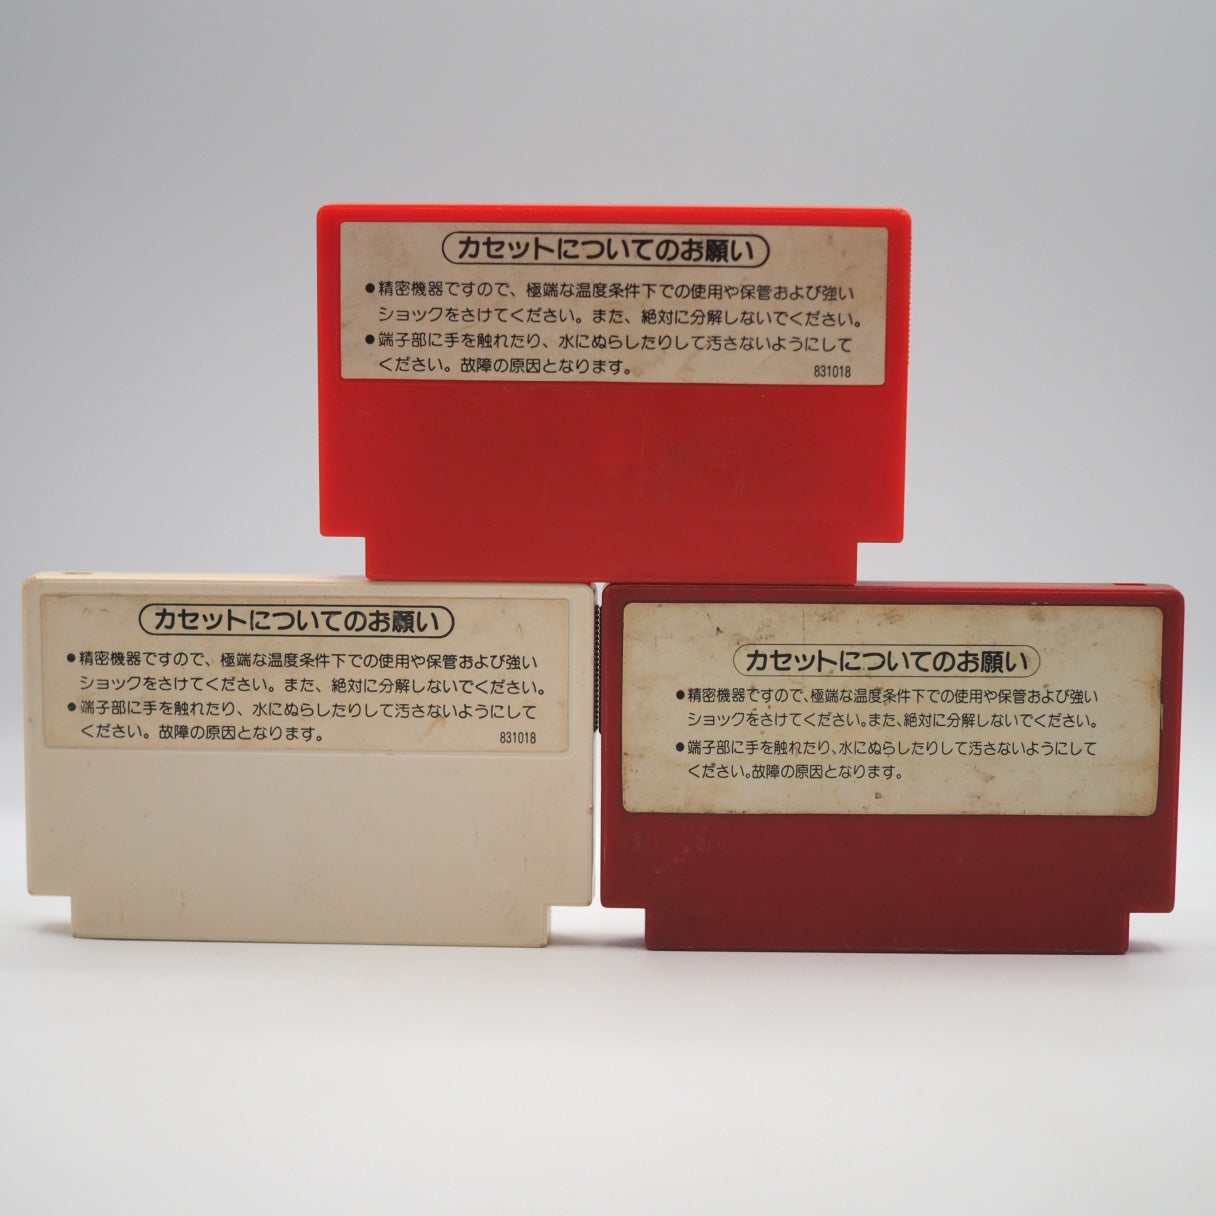 カセットについてのお願い
●精密機器ですので、極端な温度条件下での使用や保管および強い
ショックをさけてください。また、絶対に分解しないでください。
●端子部に手を触れたり、水にぬらしたりして汚さないようにして
ください。故障の原因となります。
831018
カセットについてのお願い
●精密機器ですので、極端な温度条件下での使用や保管および強い
ショックをさけてください。また、絶対に分解しないでください。
●端子部に手を触れたり、水にぬらしたりして汚さないようにして
ください。故障の原因となります。
831018
カセットについてのお願い
●精密機器ですので、極端な温度条件下での使用や保管および強い
ショックをさけてください。また、絶対に分解しないでください。
●端子部に手を触れたり、水にぬらしたりして汚さないようにして
ください。故障の原因となります。